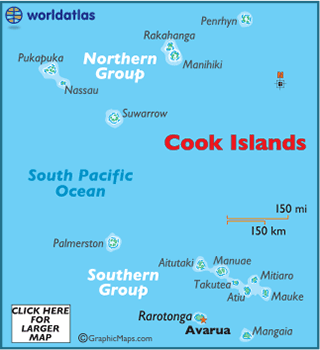 worldatlas
Penrhyn
Rakahanga
Pukapuka
Northern
Group
Manihiki
Nassau
Suwarrow
Cook Islands
South Pacific
Ocean
150 mi
150 km
Palmerston
Aitutaki
Manuae
Southern
Group
Takutea
Mitiaro
Atiu
Mauke
CLICK HERE
FOR
LARGER
MAP
Rarotonga
Avarua
Mangaia
©GraphicMaps.com